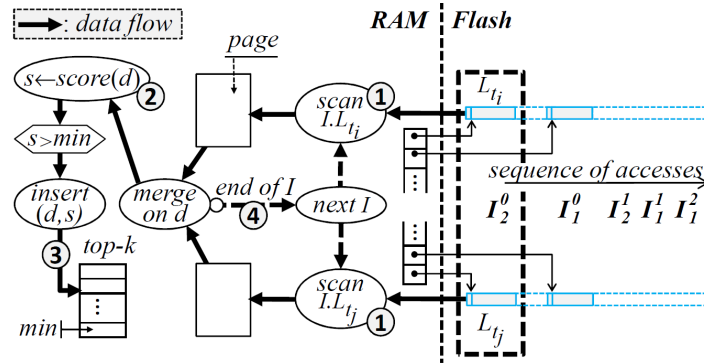 : data flow
RAM
Flash
page
s←score(d)
2
scan
I.L_{t_i}
1
L_{t_i}
s>min
⋮
sequence of accesses
insert
(d,s)
merge
on d
end of I
4
next I
I_2^0 I_1^0 I_2^1 I_1^1 I_1^2
3
top-k
⋮
⋮
scan
I.L_{t_j}
1
L_{t_j}
min